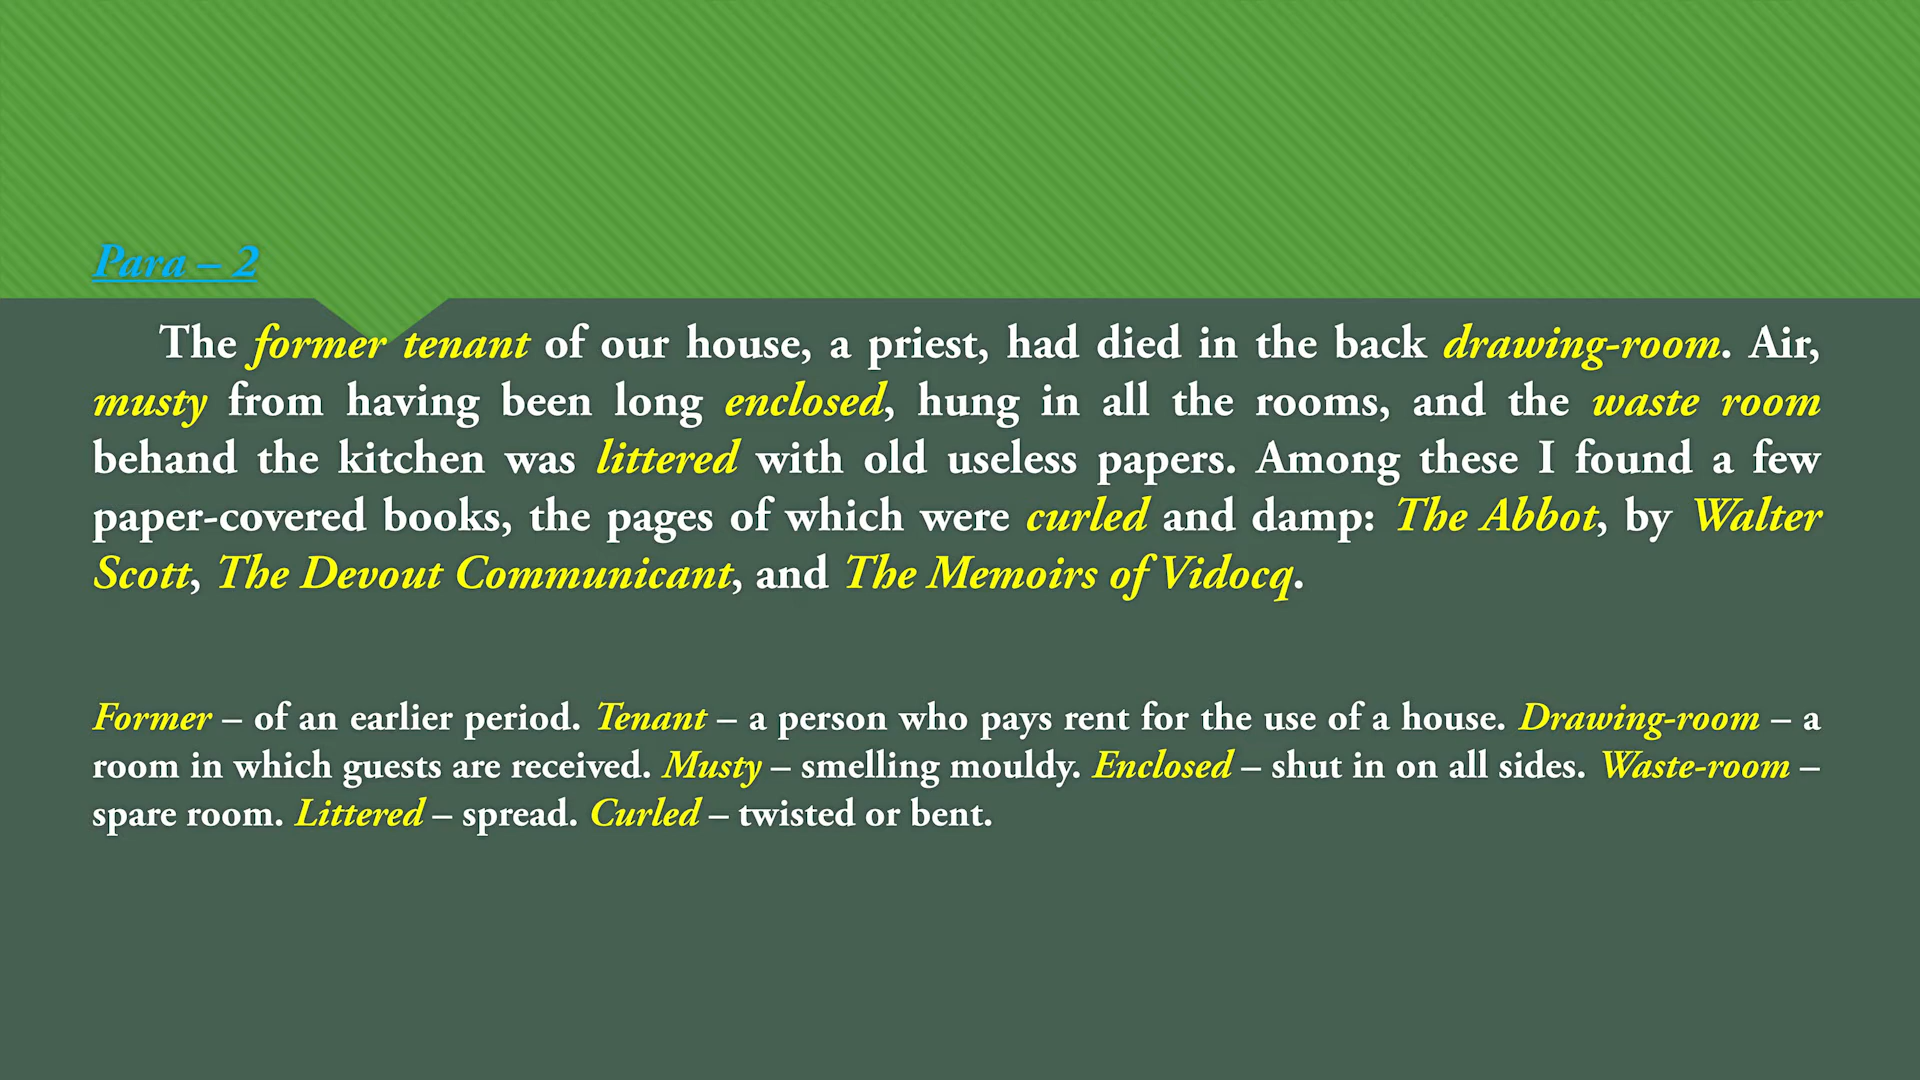 Para – 2
The former tenant of our house, a priest, had died in the back drawing-room. Air,
musty from having been long enclosed, hung in all the rooms, and the waste room
behand the kitchen was littered with old useless papers. Among these I found a few
paper-covered books, the pages of which were curled and damp: The Abbot, by Walter
Scott, The Devout Communicant, and The Memoirs of Vidocq.
Former – of an earlier period. Tenant – a person who pays rent for the use of a house. Drawing-room – a
room in which guests are received. Musty – smelling mouldy. Enclosed – shut in on all sides. Waste-room –
spare room. Littered – spread. Curled – twisted or bent.